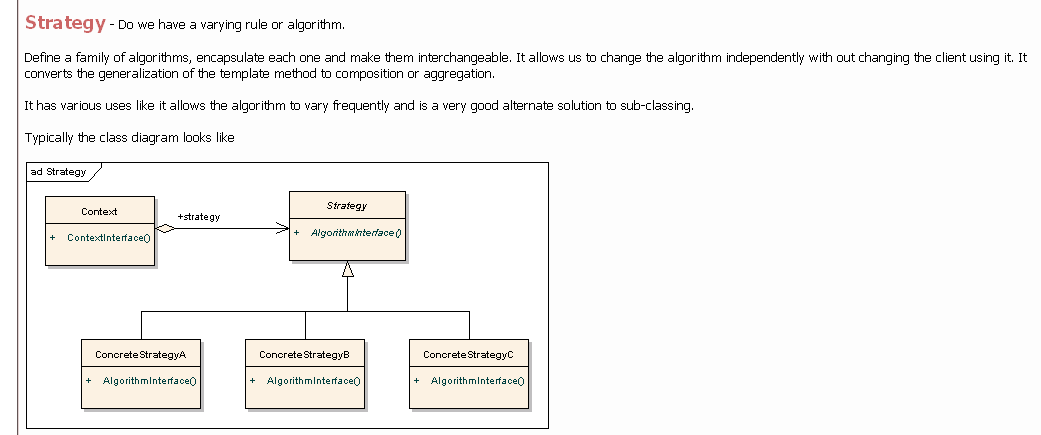 Strategy - Do we have a varying rule or algorithm.
Define a family of algorithms, encapsulate each one and make them interchangeable. It allows us to change the algorithm independently with out changing the client using it. It
converts the generalization of the template method to composition or aggregation.
It has various uses like it allows the algorithm to vary frequently and is a very good alternate solution to sub-classing.
Typically the class diagram looks like
ad Strategy
Context
+ ContextInterface()
+strategy
Strategy
+ AlgorithmInterface()
ConcreteStrategyA
+ AlgorithmInterface()
ConcreteStrategyB
+ AlgorithmInterface()
ConcreteStrategyC
+ AlgorithmInterface()